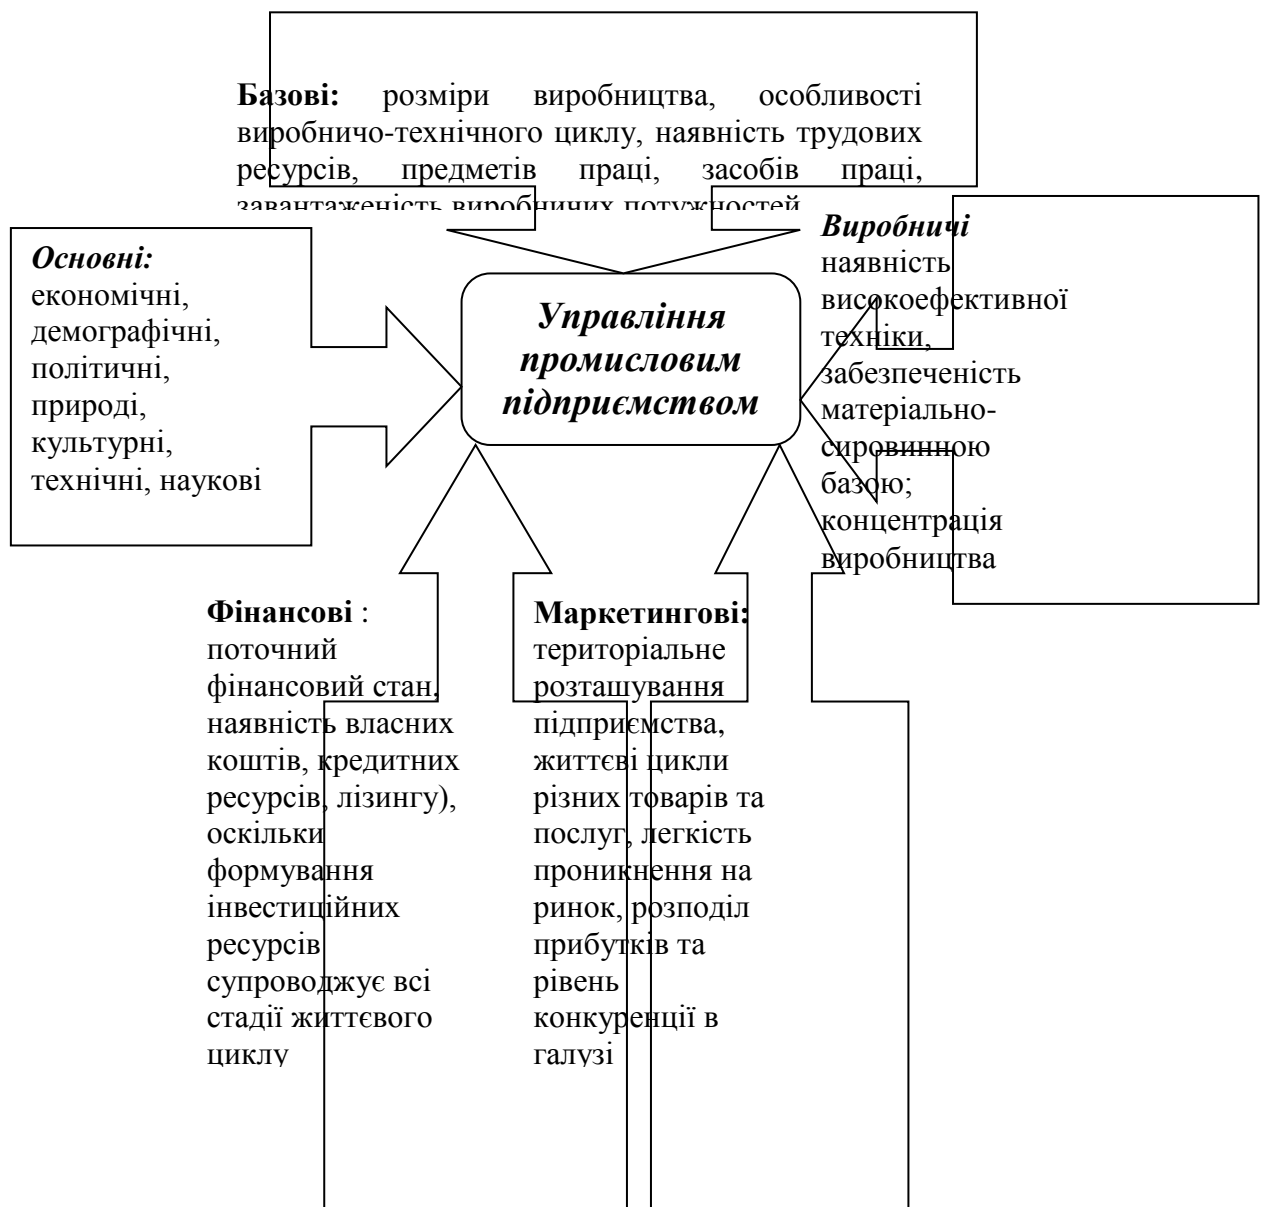 Базові: розміри виробництва, особливості
виробничо-технічного циклу, наявність трудових
ресурсів, предметів праці, засобів праці,
завантаженість виробничих потужностей
Основні:
економічні,
демографічні,
політичні,
природі,
культурні,
технічні, наукові
Управління
промисловим
підприємством
Виробничі
наявність
високоефективної
техніки,
забезпеченість
матеріально-
сировинною
базою;
концентрація
виробництва
Фінансові :
поточний
фінансовий стан,
наявність власних
коштів, кредитних
ресурсів, лізингу),
оскільки
формування
інвестиційних
ресурсів
супроводжує всі
стадії життєвого
циклу
Маркетингові:
територіальне
розташування
підприємства,
життєві цикли
різних товарів та
послуг, легкість
проникнення на
ринок, розподіл
прибутків та
рівень
конкуренції в
галузі